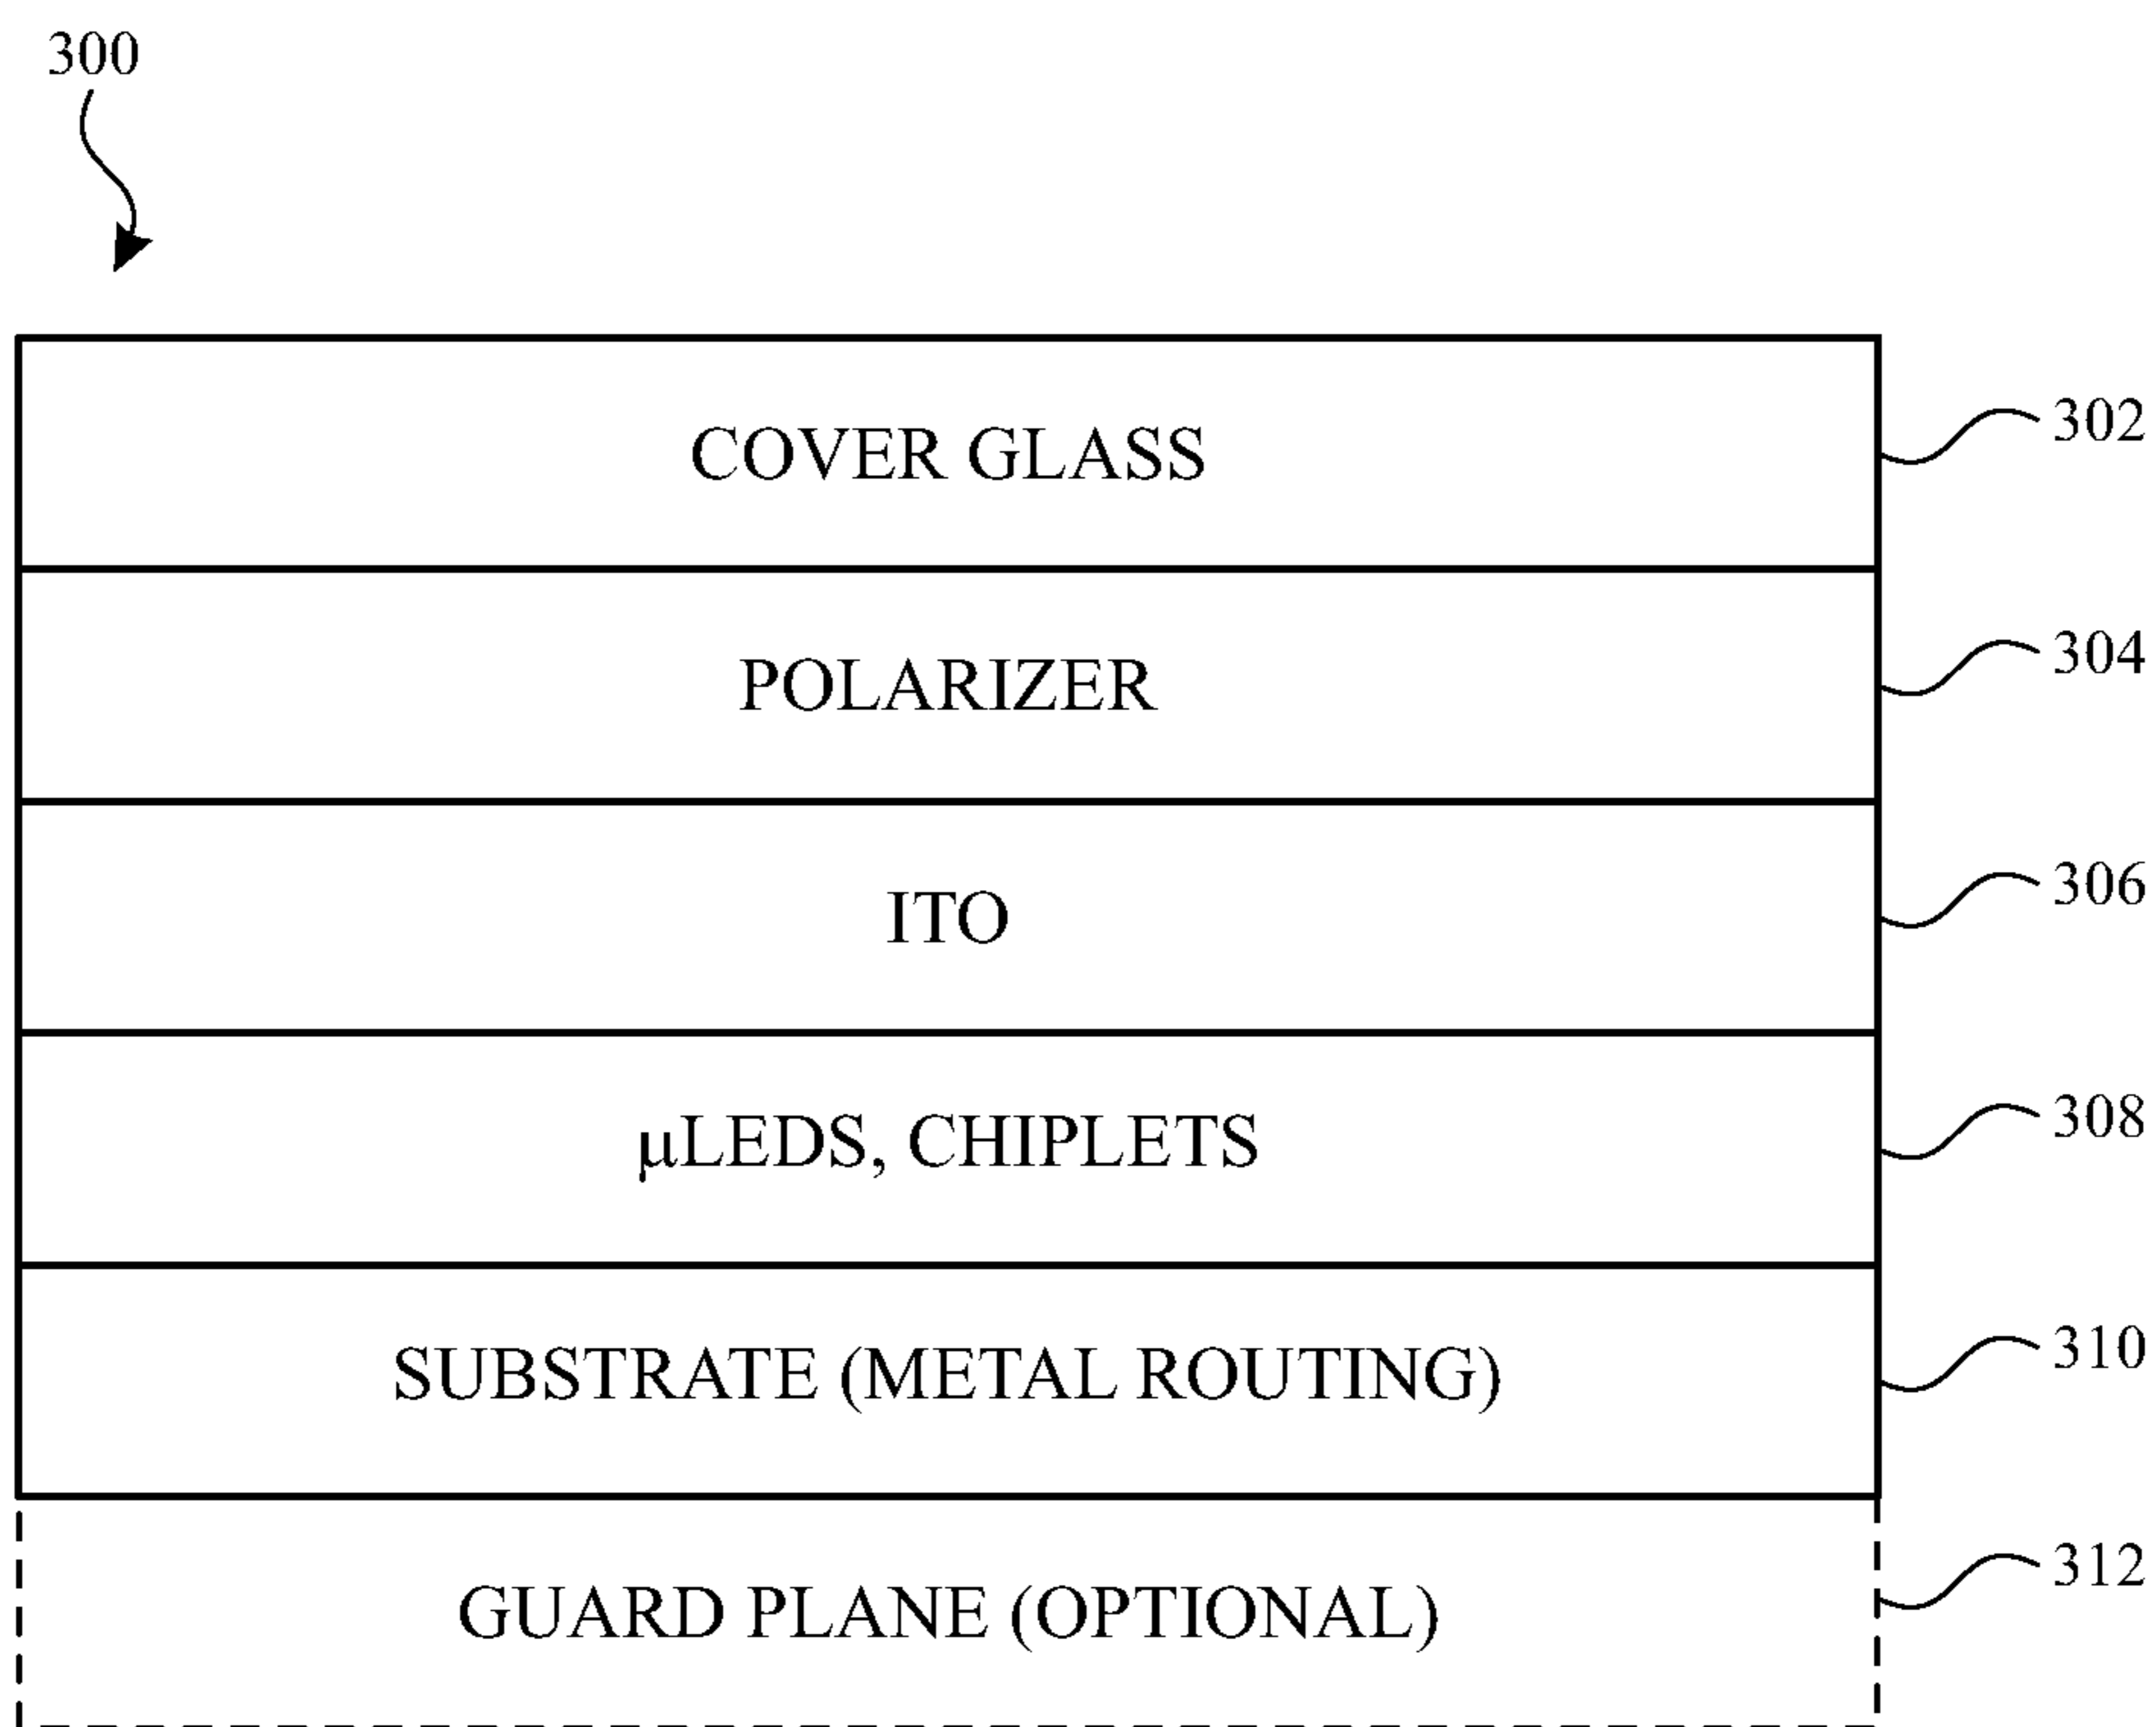 300
COVER GLASS
302
POLARIZER
304
ITO
306
µLEDS, CHIPLETS
308
SUBSTRATE (METAL ROUTING)
310
GUARD PLANE (OPTIONAL)
312